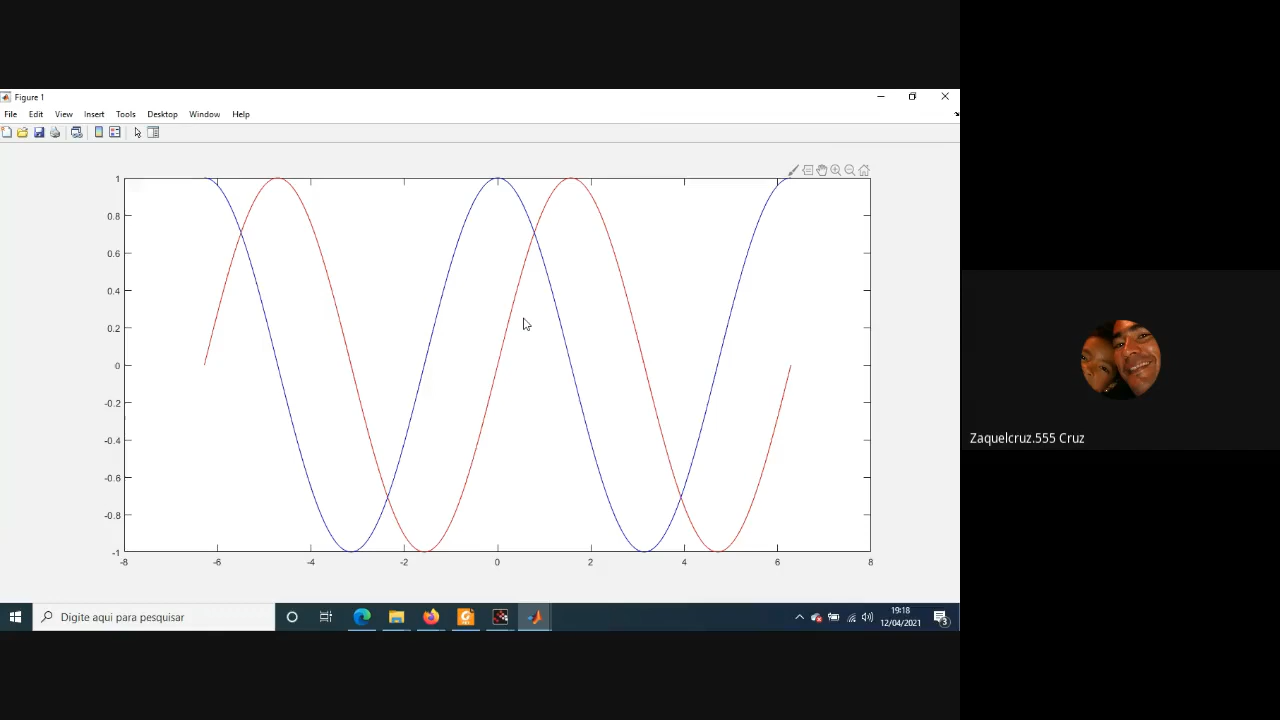 Figure 1
File Edit View Insert Tools Desktop Window Help
1
0.8
0.6
0.4
0.2
0
-0.2
-0.4
-0.6
-0.8
-1
-8 -6 -4 -2 0 2 4 6 8
Zaquelcruz.555 Cruz
Digite aqui para pesquisar
19:18
12/04/2021
3